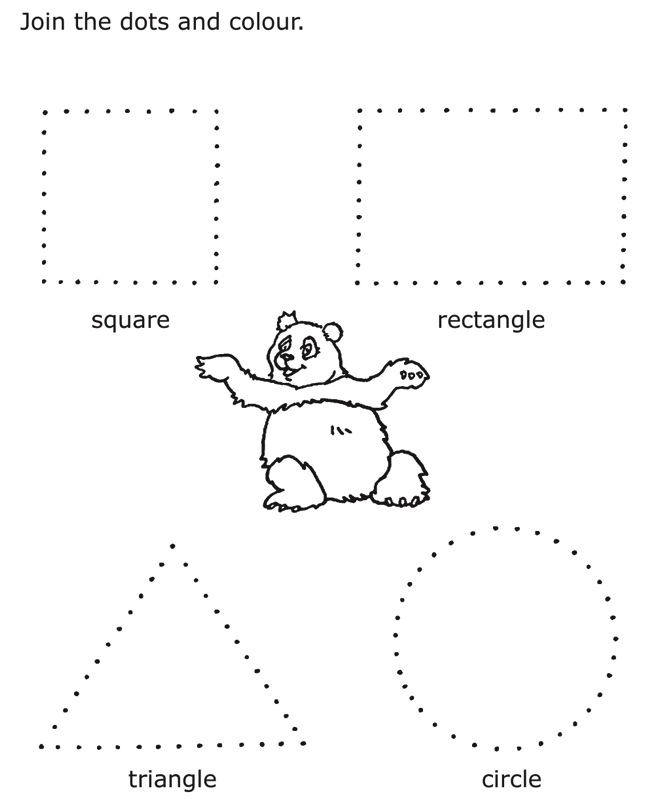 Join the dots and colour.
square
rectangle
triangle
circle